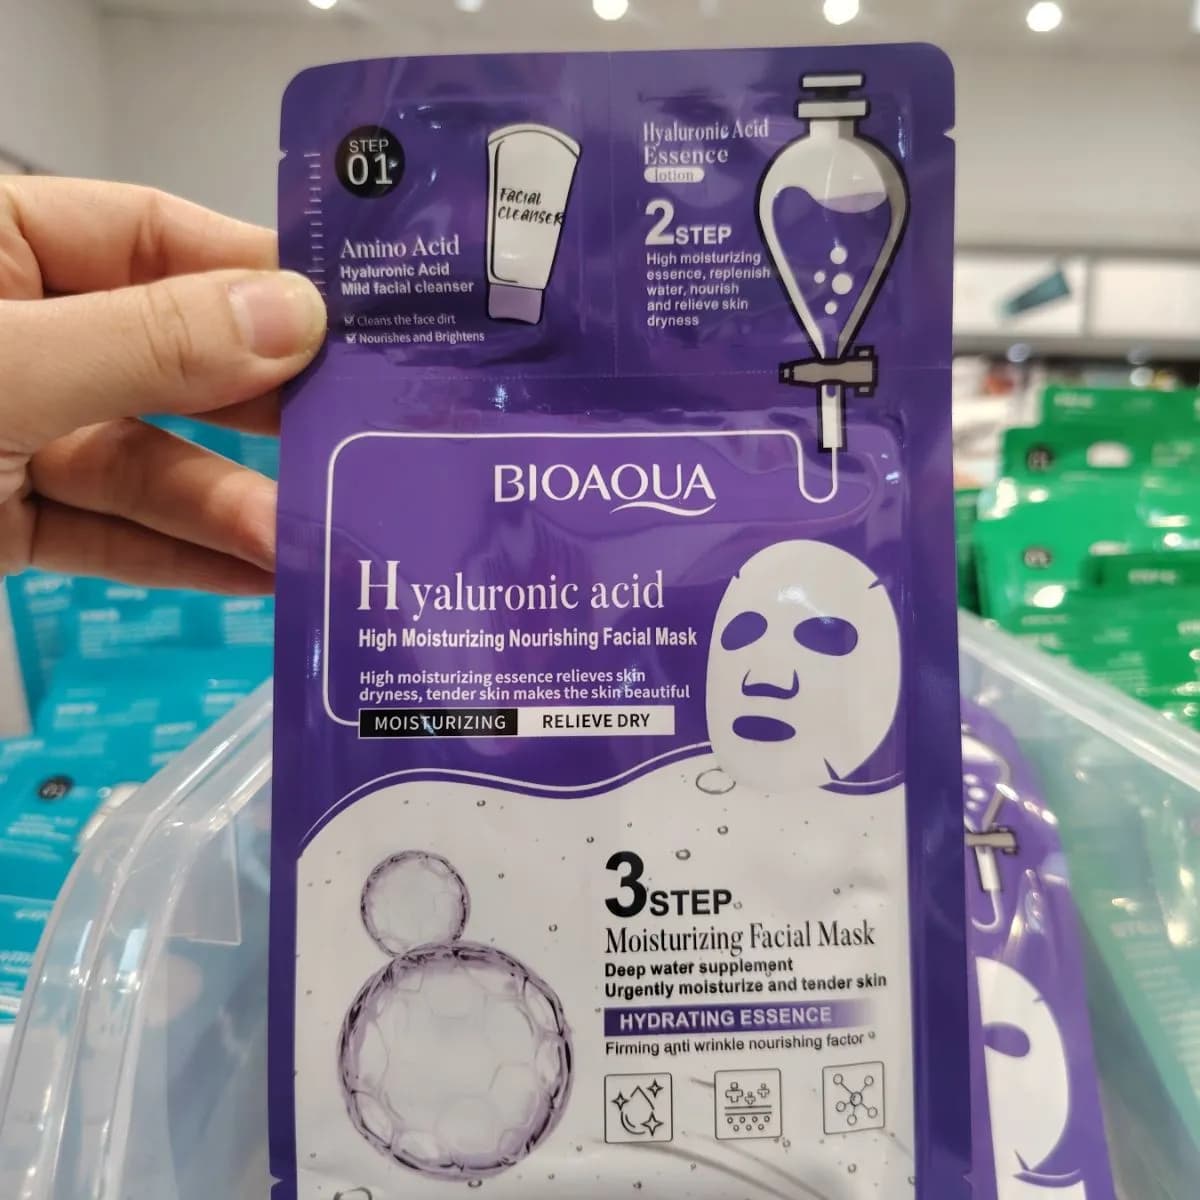 STEP
01
Amino Acid
Hyaluronic Acid
Mild facial cleanser
Cleans the face dirt
Nourishes and Brightens
FACIAL
CLEANSER
Hyaluronic Acid
Essence
lotion
2STEP
High moisturizing
essence, replenish
water, nourish
and relieve skin
dryness
BIOAQUA
Hyaluronic acid
High Moisturizing Nourishing Facial Mask
High moisturizing essence relieves skin
dryness, tender skin makes the skin beautiful
MOISTURIZING RELIEVE DRY
3STEP
Moisturizing Facial Mask
Deep water supplement
Urgently moisturize and tender skin
HYDRATING ESSENCE
Firming anti wrinkle nourishing factor